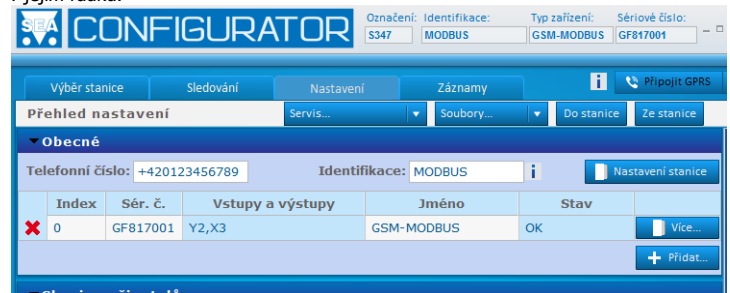 p jejím řádku.
SEA CONFIGURATOR
Označení: Identifikace: Typ zařízení: Sériové číslo:
S347 MODBUS GSM-MODBUS GF817001
Výběr stanice Sledování Nastavení Záznamy i Připojit GPRS
Přehled nastavení Servis... Soubory... Do stanice Ze stanice
Obecné
Telefonní číslo: +420123456789 Identifikace: MODBUS i Nastavení stanice
Index Sér. č. Vstupy a výstupy Jméno Stav
0 GF817001 Y2,X3 GSM-MODBUS OK Více...
Přidat...